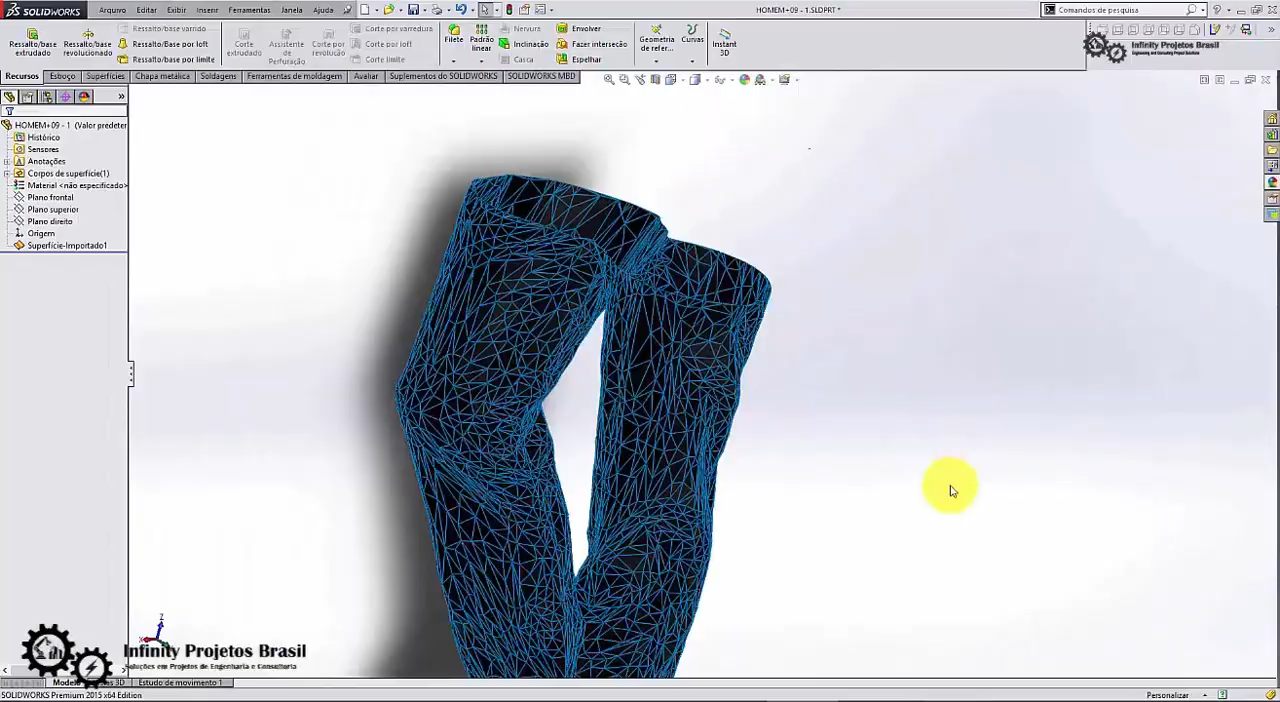 SOLIDWORKS Arquivo Editar Exibir Inserir Ferramentas Janela Ajuda HOMEM+09 - 1.SLDPRT * Comandos de pesquisa
Ressalto/base extrudado
Ressalto/base revolucionado
Ressalto/base varrido
Ressalto/base por loft
Ressalto/base por limite
Corte extrudado
Assistente de Perfuração
Corte por revolução
Corte por varredura
Corte por loft
Corte limite
Filete
Padrão linear
Nervura
Inclinação
Casca
Envolver
Fazer interseção
Espelhar
Geometria de refer...
Curvas
Instant 3D
Infinity Projetos Brasil
Recursos Esboço Superfícies Chapa metálica Soldagens Ferramentas de moldagem Avaliar Suplementos do SOLIDWORKS SOLIDWORKS MBD
HOMEM+09 - 1 (Valor predeter
Histórico
Sensores
Anotações
Corpos de superfície(1)
Material <não especificado>
Plano frontal
Plano superior
Plano direito
Origem
Superfície-Importado1
Z
Infinity Projetos Brasil
Soluções em Projetos de Engenharia e Consultoria
Estudo de movimento 1
SOLIDWORKS Premium 2015 x64 Edition
Personalizar